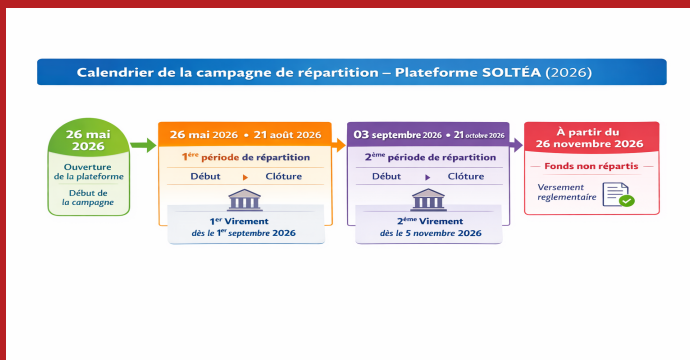 Calendrier de la campagne de répartition – Plateforme SOLTÉA (2026)
26 mai
2026
Ouverture
de la plateforme
Début de
la campagne
26 mai 2026 • 21 août 2026
1ère période de répartition
Début ▶ Clôture
1er Virement
dès le 1er septembre 2026
03 septembre 2026 • 21 octobre 2026
2ème période de répartition
Début ▶ Clôture
2ème Virement
dès le 5 novembre 2026
À partir du
26 novembre 2026
Fonds non répartis
Versement
reglementaire